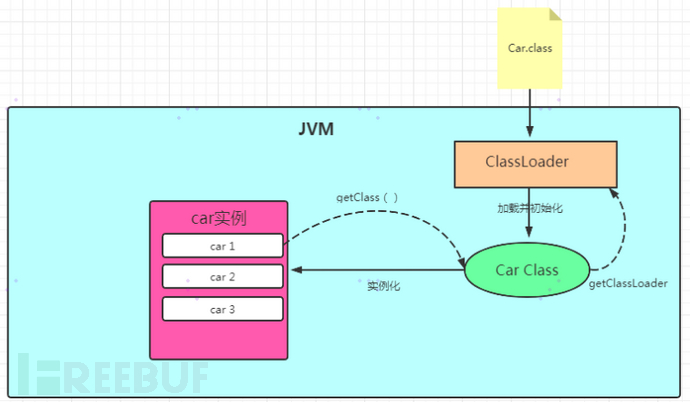 Car.class
JVM
ClassLoader
加载并初始化
getClass（）
car实例
car 1
car 2
car 3
实例化
Car Class
getClassLoader
FREEBUF